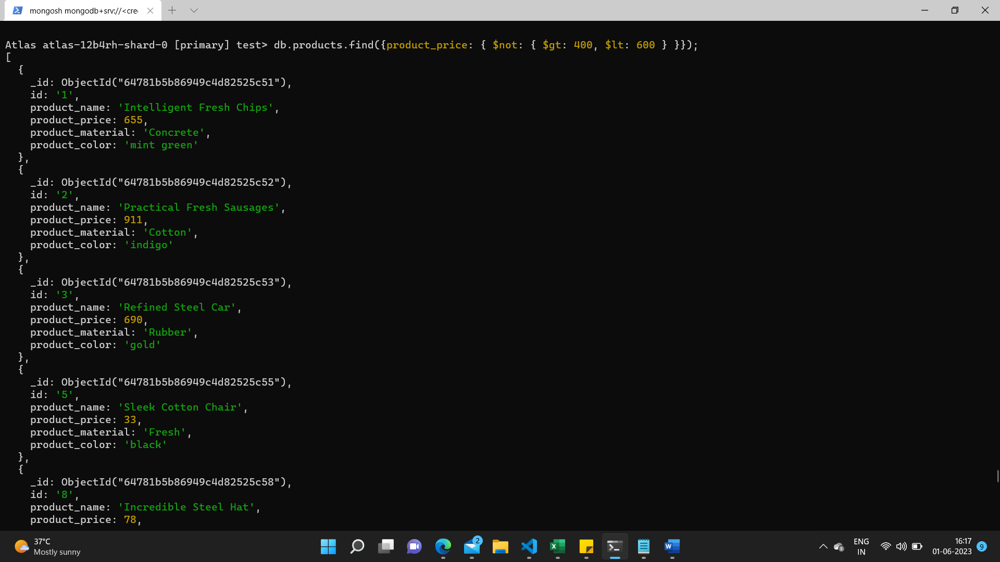 mongosh mongodb+srv://<cred
Atlas atlas-12b4rh-shard-0 [primary] test> db.products.find({product_price: { $not: { $gt: 400, $lt: 600 } }});
[
  {
    _id: ObjectId("64781b5b86949c4d82525c51"),
    id: '1',
    product_name: 'Intelligent Fresh Chips',
    product_price: 655,
    product_material: 'Concrete',
    product_color: 'mint green'
  },
  {
    _id: ObjectId("64781b5b86949c4d82525c52"),
    id: '2',
    product_name: 'Practical Fresh Sausages',
    product_price: 911,
    product_material: 'Cotton',
    product_color: 'indigo'
  },
  {
    _id: ObjectId("64781b5b86949c4d82525c53"),
    id: '3',
    product_name: 'Refined Steel Car',
    product_price: 690,
    product_material: 'Rubber',
    product_color: 'gold'
  },
  {
    _id: ObjectId("64781b5b86949c4d82525c55"),
    id: '5',
    product_name: 'Sleek Cotton Chair',
    product_price: 33,
    product_material: 'Fresh',
    product_color: 'black'
  },
  {
    _id: ObjectId("64781b5b86949c4d82525c58"),
    id: '8',
    product_name: 'Incredible Steel Hat',
    product_price: 78,
37°C
Mostly sunny
2
ENG
IN
16:17
01-06-2023
9